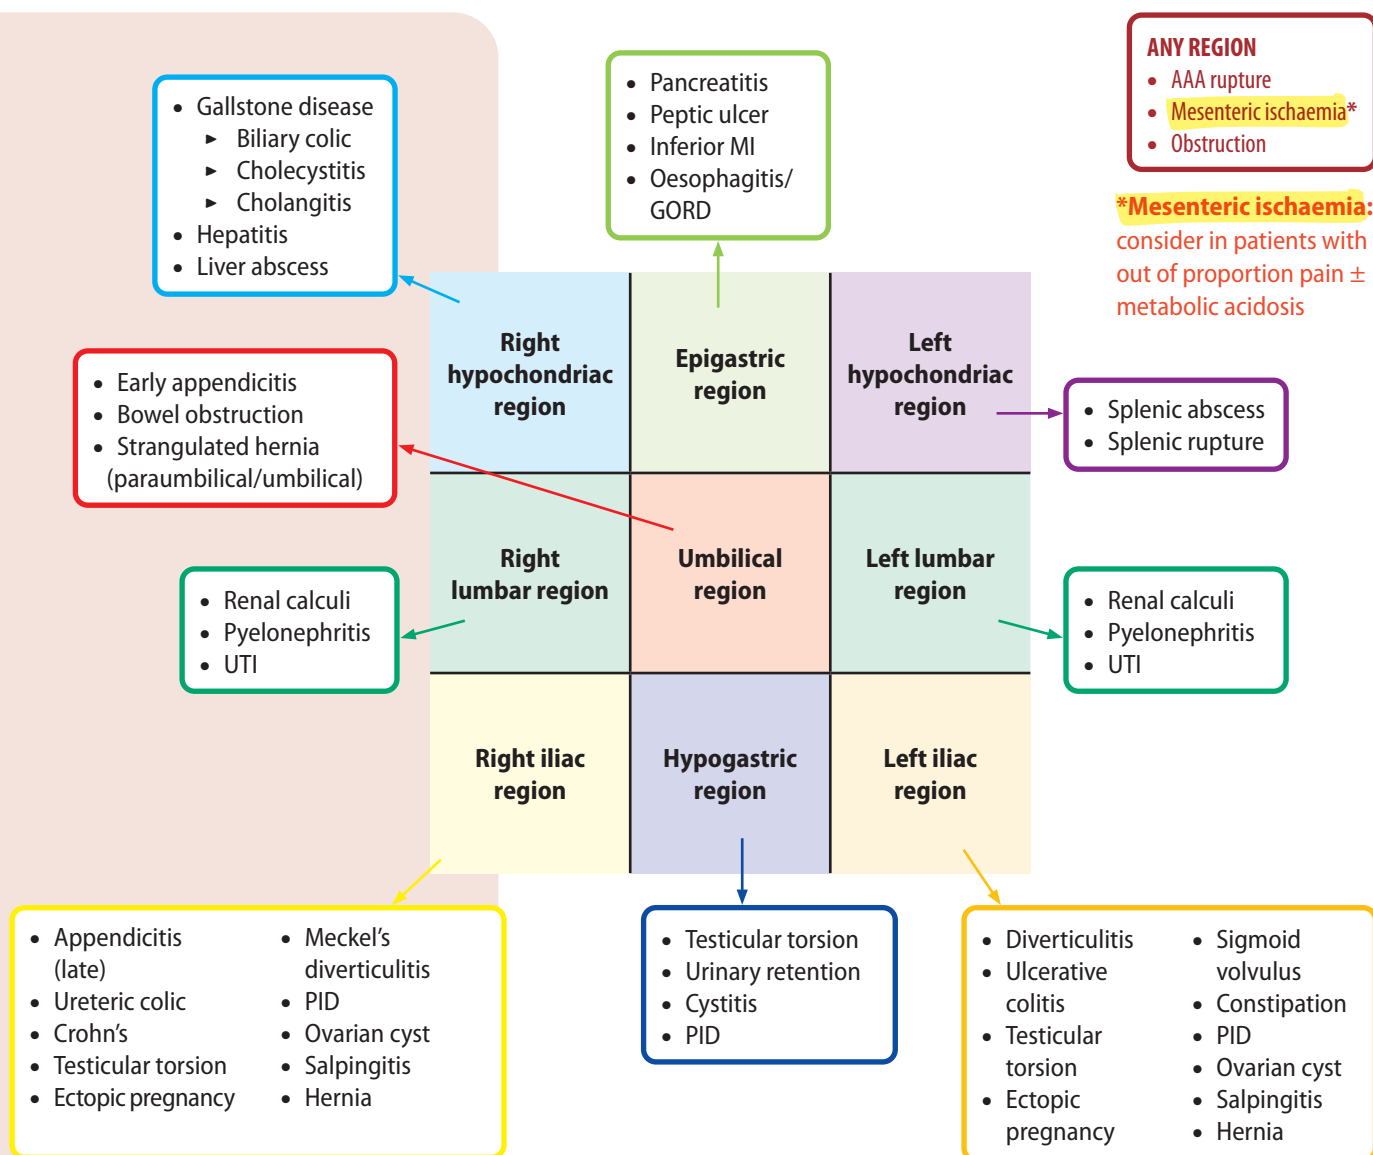 • Gallstone disease
► Biliary colic
► Cholecystitis
► Cholangitis
• Hepatitis
• Liver abscess
• Pancreatitis
• Peptic ulcer
• Inferior MI
• Oesophagitis/
GORD
ANY REGION
• AAA rupture
• Mesenteric ischaemia*
• Obstruction
*Mesenteric ischaemia:
consider in patients with
out of proportion pain ±
metabolic acidosis
Right
hypochondriac
region
Epigastric
region
Left
hypochondriac
region
• Early appendicitis
• Bowel obstruction
• Strangulated hernia
(paraumbilical/umbilical)
• Splenic abscess
• Splenic rupture
Right
lumbar region
Umbilical
region
Left lumbar
region
• Renal calculi
• Pyelonephritis
• UTI
• Renal calculi
• Pyelonephritis
• UTI
Right iliac
region
Hypogastric
region
Left iliac
region
• Appendicitis
(late)
• Ureteric colic
• Crohn's
• Testicular torsion
• Ectopic pregnancy
• Meckel's
diverticulitis
• PID
• Ovarian cyst
• Salpingitis
• Hernia
• Testicular torsion
• Urinary retention
• Cystitis
• PID
• Diverticulitis
• Ulcerative
colitis
• Testicular
torsion
• Ectopic
pregnancy
• Sigmoid
volvulus
• Constipation
• PID
• Ovarian cyst
• Salpingitis
• Hernia